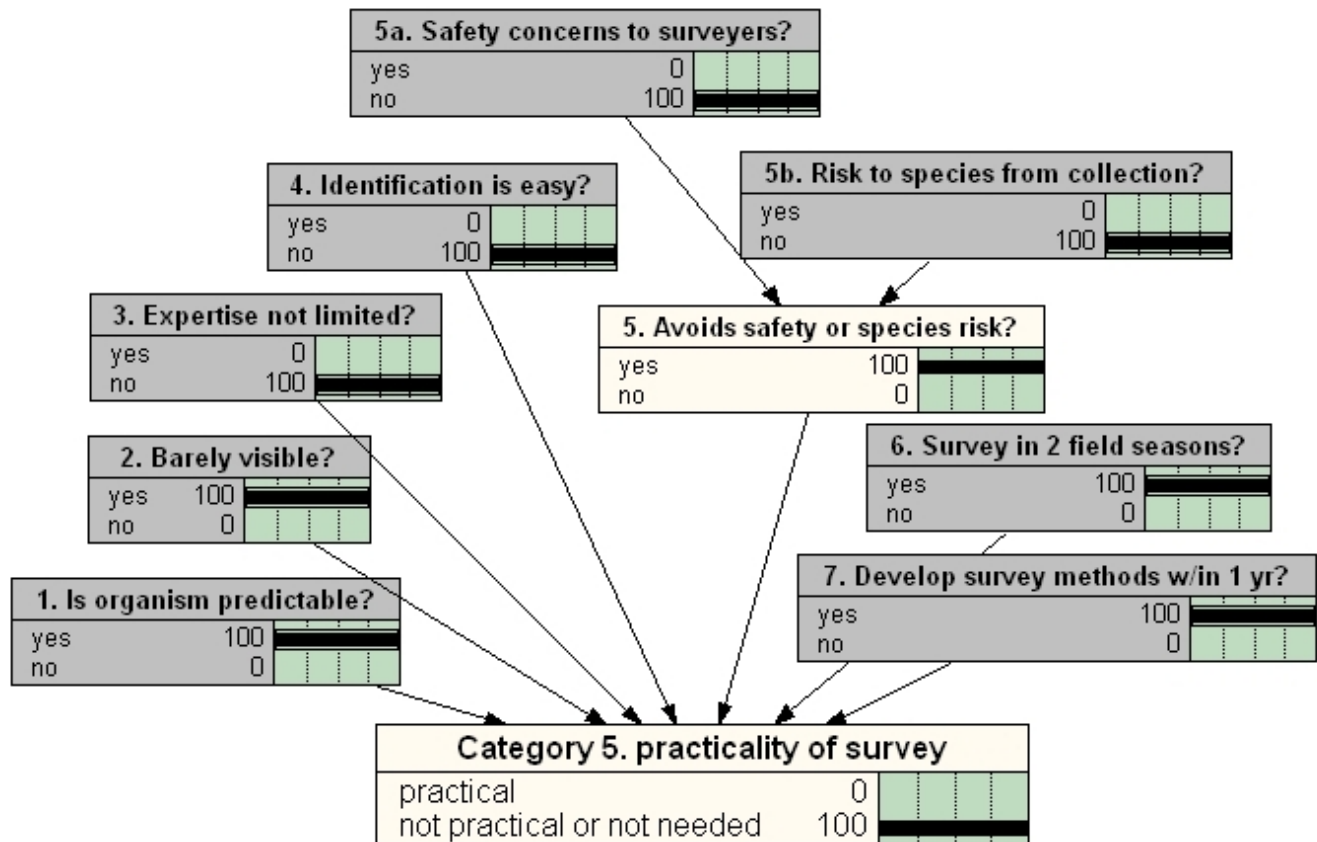 5a. Safety concerns to surveyers?
yes 0
no 100
4. Identification is easy?
yes 0
no 100
5b. Risk to species from collection?
yes 0
no 100
3. Expertise not limited?
yes 0
no 100
5. Avoids safety or species risk?
yes 100
no 0
2. Barely visible?
yes 100
no 0
6. Survey in 2 field seasons?
yes 100
no 0
1. Is organism predictable?
yes 100
no 0
7. Develop survey methods w/in 1 yr?
yes 100
no 0
Category 5. practicality of survey
practical 0
not practical or not needed 100